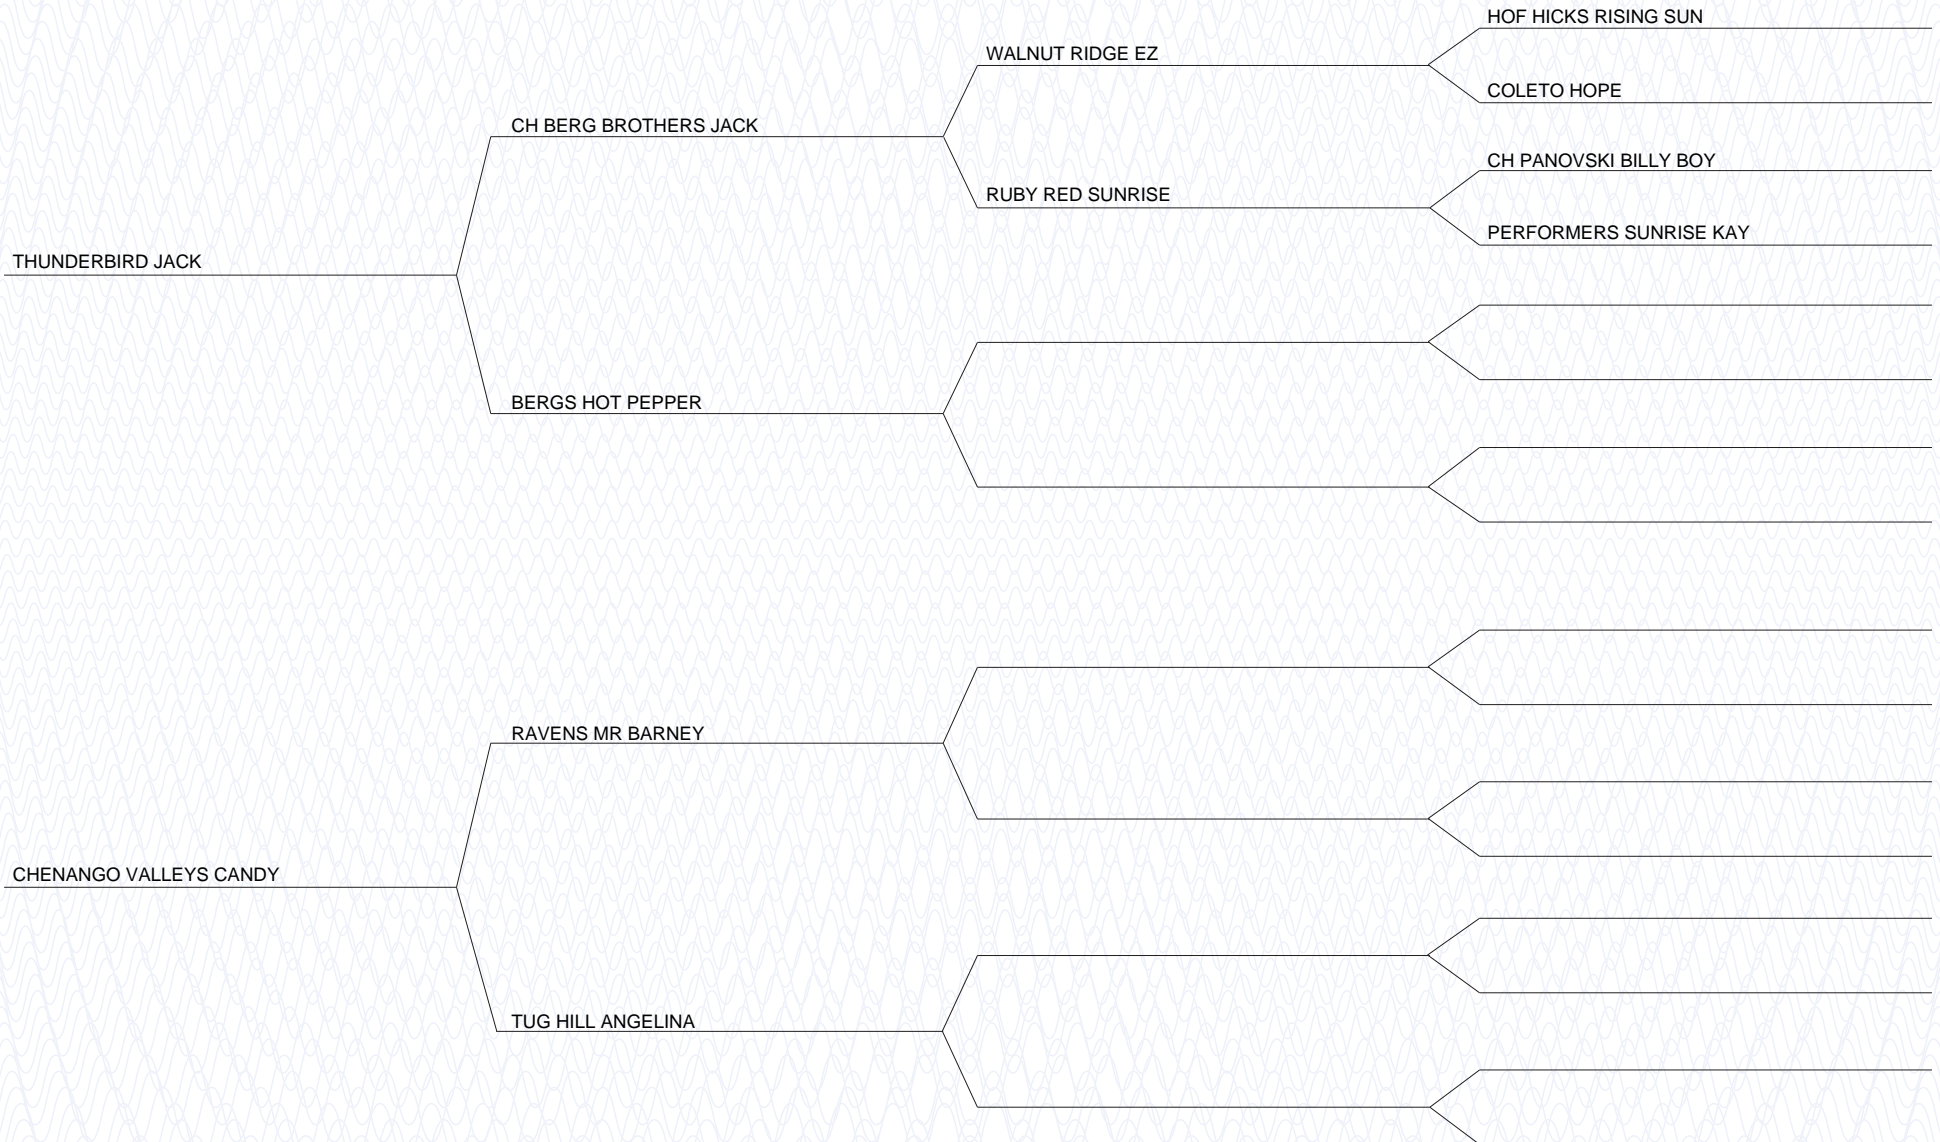 HOF HICKS RISING SUN
WALNUT RIDGE EZ
COLETO HOPE
CH BERG BROTHERS JACK
CH PANOVSKI BILLY BOY
RUBY RED SUNRISE
PERFORMERS SUNRISE KAY
THUNDERBIRD JACK
BERGS HOT PEPPER
RAVENS MR BARNEY
CHENANGO VALLEYS CANDY
TUG HILL ANGELINA